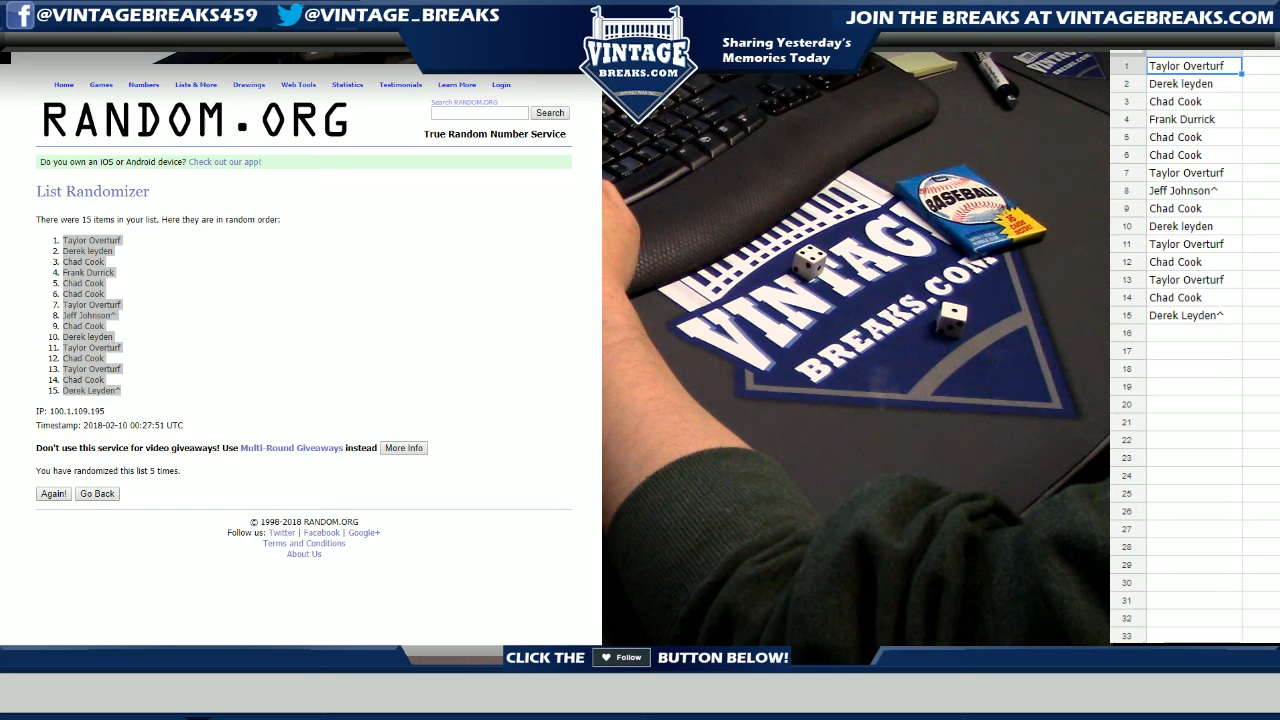 @VINTAGEBREAKS459
@VINTAGE_BREAKS
JOIN THE BREAKS AT VINTAGEBREAKS.COM
VINTAGE
BREAKS.COM
Sharing Yesterday's
Memories Today
Home
Games
Numbers
Lists & More
Drawings
Web Tools
Statistics
Testimonials
Learn More
Login
RANDOM.ORG
Search RANDOM.ORG
Search
True Random Number Service
Do you own an iOS or Android device? Check out our app!
List Randomizer
There were 15 items in your list. Here they are in random order:
1. Taylor Overturf
2. Derek leyden
3. Chad Cook
4. Frank Durrick
5. Chad Cook
6. Chad Cook
7. Taylor Overturf
8. Jeff Johnson^
9. Chad Cook
10. Derek leyden
11. Taylor Overturf
12. Chad Cook
13. Taylor Overturf
14. Chad Cook
15. Derek Leyden^
IP: 100.1.109.195
Timestamp: 2018-02-10 00:27:51 UTC
Don't use this service for video giveaways! Use Multi-Round Giveaways instead
More Info
You have randomized this list 5 times.
Again!
Go Back
© 1998-2018 RANDOM.ORG
Follow us: Twitter | Facebook | Google+
Terms and Conditions
About Us
BASEBALL
VINTAGE
BREAKS.COM
1 Taylor Overturf
2 Derek leyden
3 Chad Cook
4 Frank Durrick
5 Chad Cook
6 Chad Cook
7 Taylor Overturf
8 Jeff Johnson^
9 Chad Cook
10 Derek leyden
11 Taylor Overturf
12 Chad Cook
13 Taylor Overturf
14 Chad Cook
15 Derek Leyden^
16
17
18
19
20
21
22
23
24
25
26
27
28
29
30
31
32
33
CLICK THE
Follow
BUTTON BELOW!